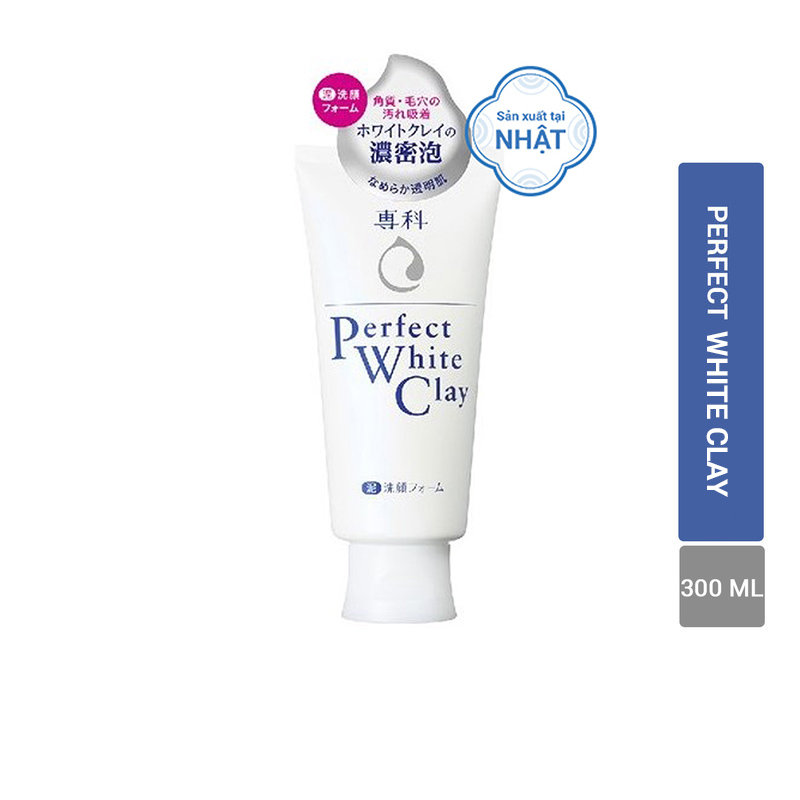 泥洗顔
フォーム
角質・毛穴の
汚れ吸着
ホワイトクレイの
濃密泡
なめらか透明肌
Sản xuất tại
NHẬT
専科
Perfect
White
Clay
泥洗顔フォーム
PERFECT WHITE CLAY
300 ML